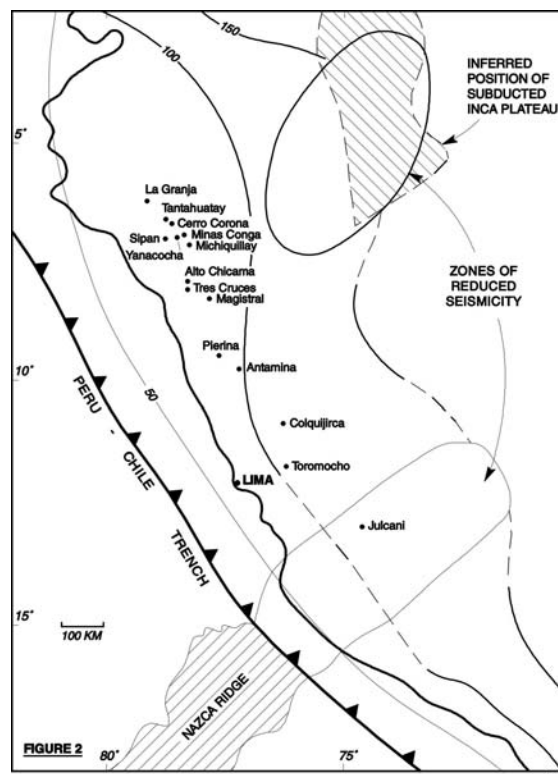 100
150
INFERRED
POSITION OF
SUBDUCTED
INCA PLATEAU
5°
La Granja
Tantahuatay
Cerro Corona
Sipan
Minas Conga
Yanacocha
Michiquillay
Alto Chicama
Tres Cruces
Magistral
ZONES OF
REDUCED
SEISMICITY
Pierina
Antamina
10°
50
PERU - CHILE TRENCH
Colquijirca
Toromocho
LIMA
Julcani
15°
100 KM
NAZCA RIDGE
FIGURE 2
80°
75°